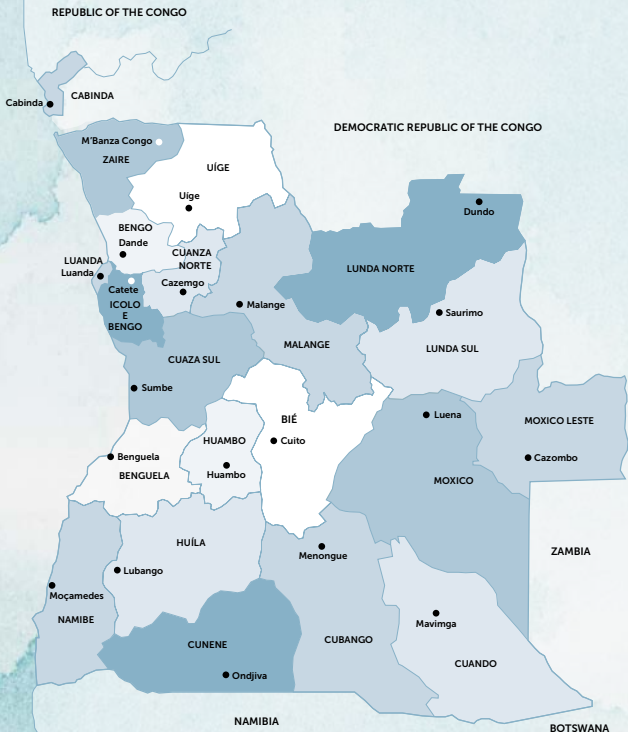 REPUBLIC OF THE CONGO
CABINDA
Cabinda
DEMOCRATIC REPUBLIC OF THE CONGO
M'Banza Congo
ZAIRE
UÍGE
Uíge
Dundo
BENGO
Dande
CUANZA
NORTE
LUANDA
Luanda
LUNDA NORTE
Catete
Cazemgo
ICOLO
E
BENGO
Malange
Saurimo
MALANGE
LUNDA SUL
CUAZA SUL
Sumbe
BIÉ
Luena
MOXICO LESTE
HUAMBO
Cuito
Benguela
Cazombo
BENGUELA
Huambo
MOXICO
HUÍLA
Menongue
ZAMBIA
Lubango
Moçamedes
NAMIBE
Mavimga
CUNENE
CUBANGO
CUANDO
Ondjiva
NAMIBIA
BOTSWANA